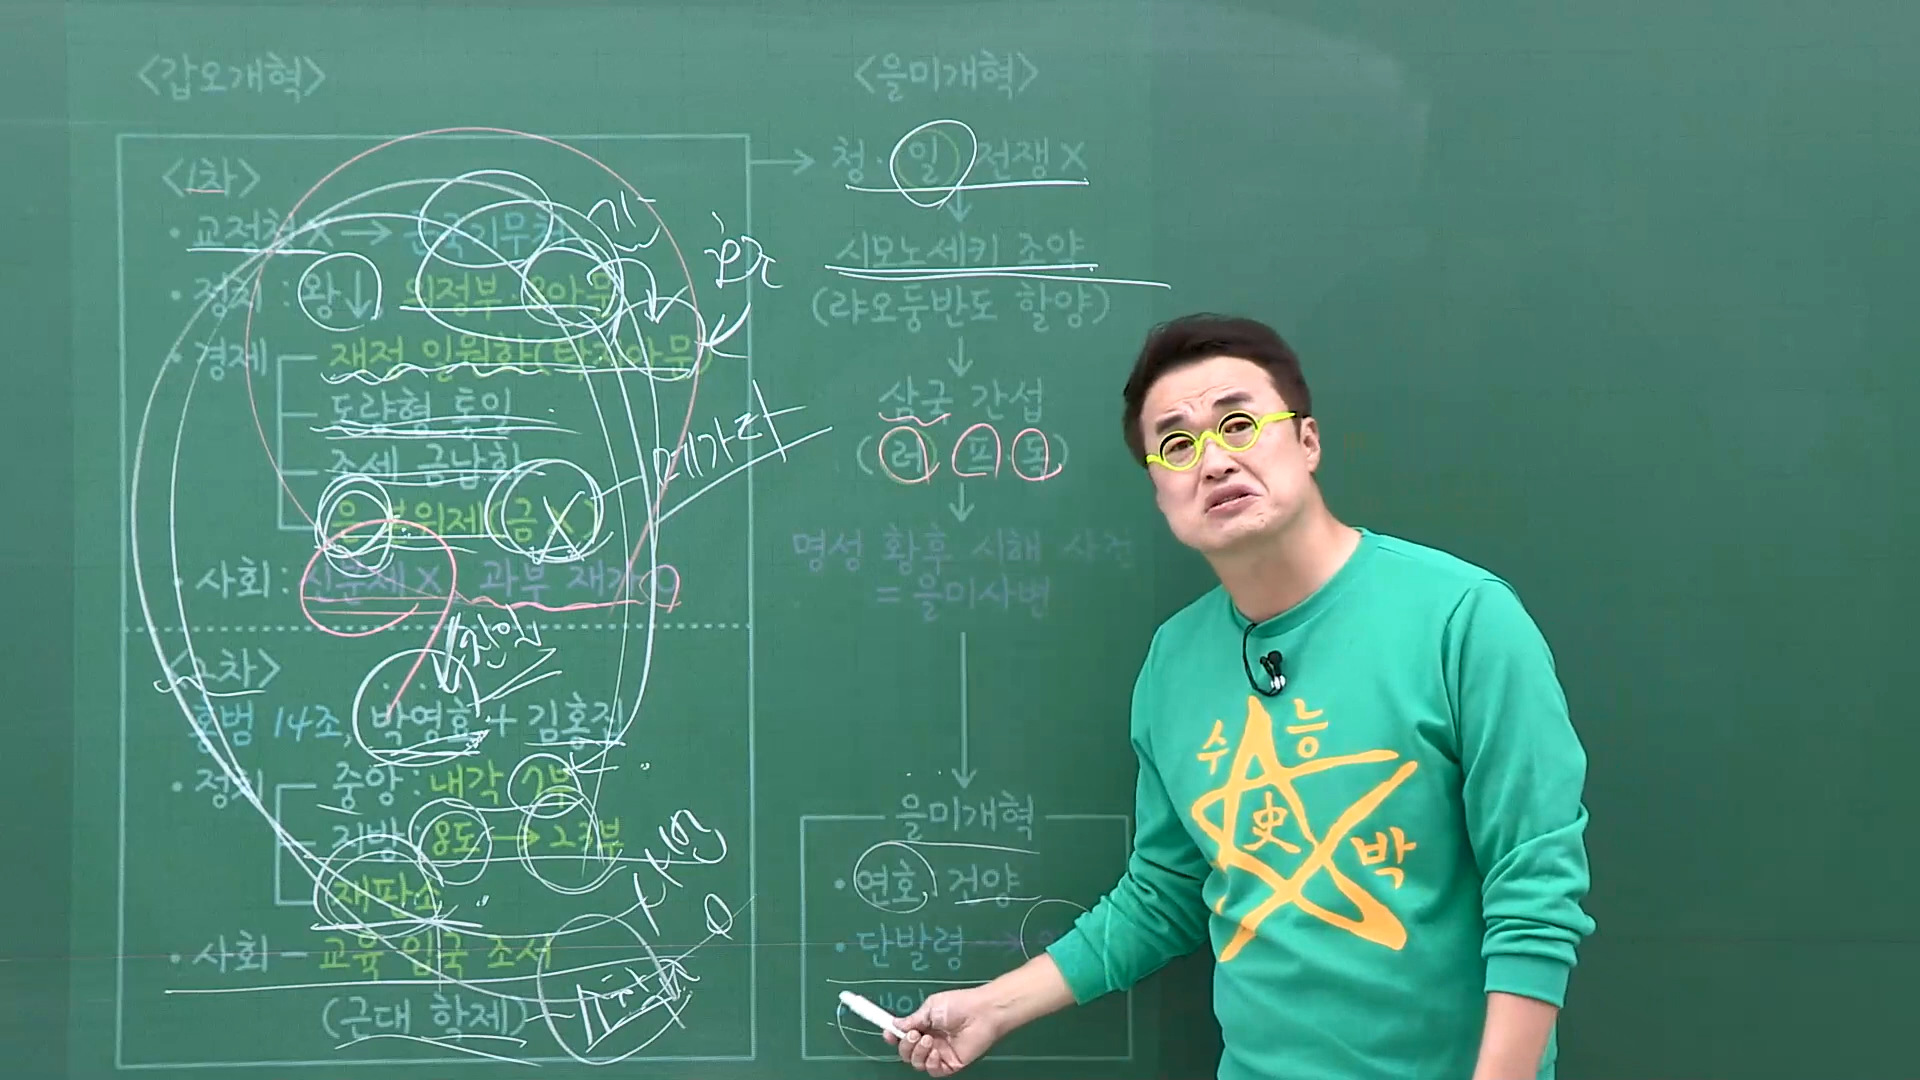 <갑오개혁>
<1차>
· 교정청 X → 군국기무처
· 정치 : 왕↓ 의정부·8아문
· 경제 재정 일원화(탁지아문)
도량형 통일
조세 금납화
은 본위제(금X)
메가리
· 사회 : 신분제X, 과부 재가 O
친일
<2차>
홍범 14조, 박영효 + 김홍집
· 정치 중앙 : 내각 7부
지방 : 8도 → 23부
재판소
· 사회 - 교육 입국 조서
(근대 학제)
<을미개혁>
청·일 전쟁X
↓
시모노세키 조약
(랴오둥반도 할양)
↓
삼국 간섭
(러 프 독)
↓
명성 황후 시해 사건
= 을미사변
↓
을미개혁
· 연호, 건양
· 단발령 →
수능
史
박